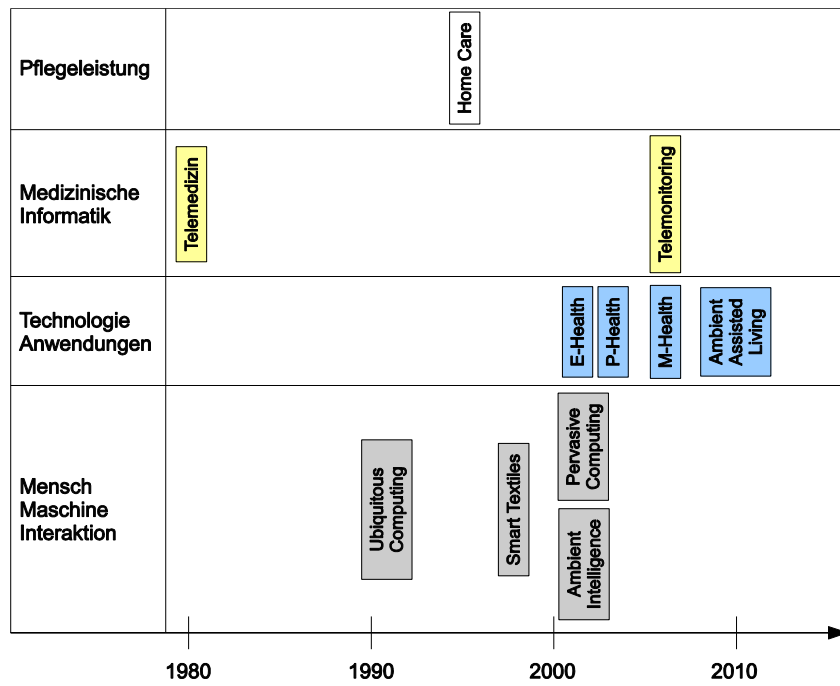 Pflegeleistung
Home Care
Medizinische
Informatik
Telemedizin
Telemonitoring
Technologie
Anwendungen
E-Health
P-Health
M-Health
Ambient
Assisted
Living
Mensch
Maschine
Interaktion
Ubiquitous
Computing
Smart Textiles
Pervasive
Computing
Ambient
Intelligence
1980
1990
2000
2010